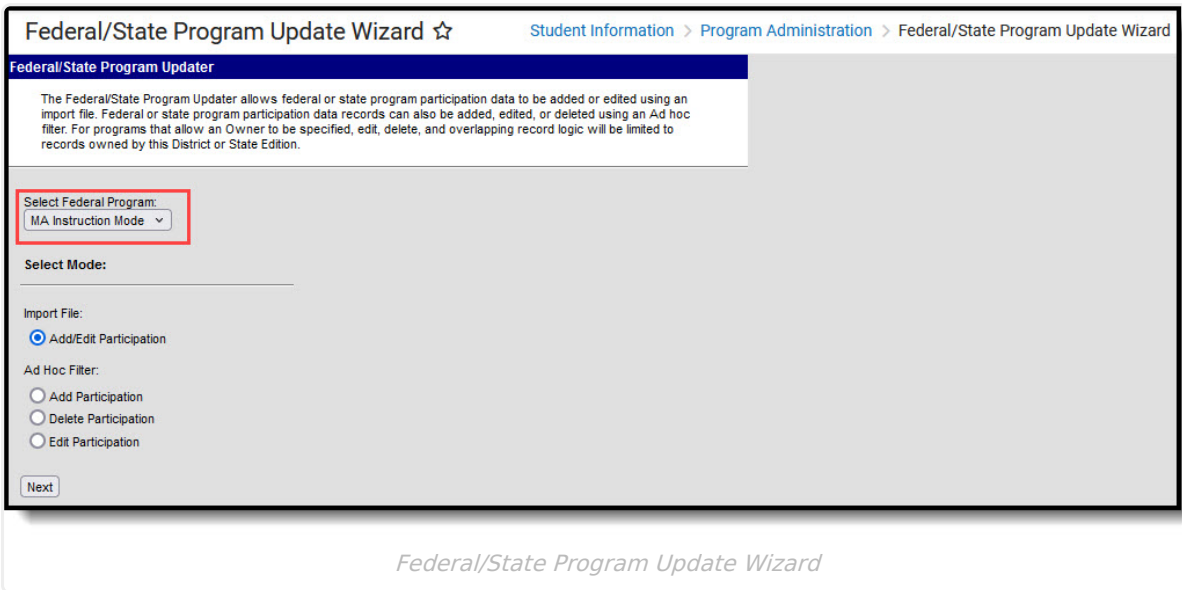 Federal/State Program Update Wizard ☆
Student Information > Program Administration > Federal/State Program Update Wizard
Federal/State Program Updater
The Federal/State Program Updater allows federal or state program participation data to be added or edited using an
import file. Federal or state program participation data records can also be added, edited, or deleted using an Ad hoc
filter. For programs that allow an Owner to be specified, edit, delete, and overlapping record logic will be limited to
records owned by this District or State Edition.
Select Federal Program:
MA Instruction Mode
Select Mode:
Import File:
Add/Edit Participation
Ad Hoc Filter:
Add Participation
Delete Participation
Edit Participation
Next
Federal/State Program Update Wizard